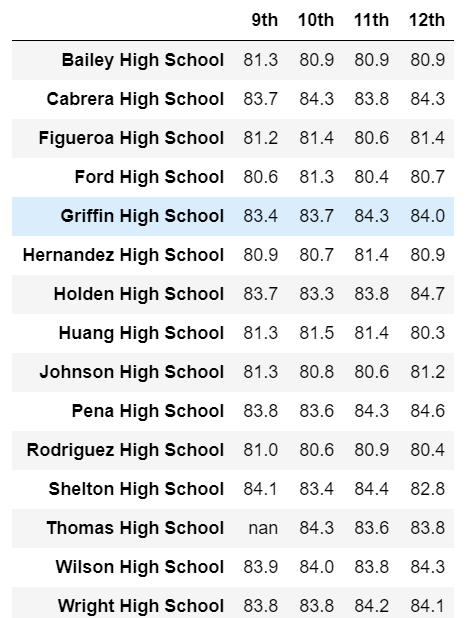 9th 10th 11th 12th
Bailey High School 81.3 80.9 80.9 80.9
Cabrera High School 83.7 84.3 83.8 84.3
Figueroa High School 81.2 81.4 80.6 81.4
Ford High School 80.6 81.3 80.4 80.7
Griffin High School 83.4 83.7 84.3 84.0
Hernandez High School 80.9 80.7 81.4 80.9
Holden High School 83.7 83.3 83.8 84.7
Huang High School 81.3 81.5 81.4 80.3
Johnson High School 81.3 80.8 80.6 81.2
Pena High School 83.8 83.6 84.3 84.6
Rodriguez High School 81.0 80.6 80.9 80.4
Shelton High School 84.1 83.4 84.4 82.8
Thomas High School nan 84.3 83.6 83.8
Wilson High School 83.9 84.0 83.8 84.3
Wright High School 83.8 83.8 84.2 84.1